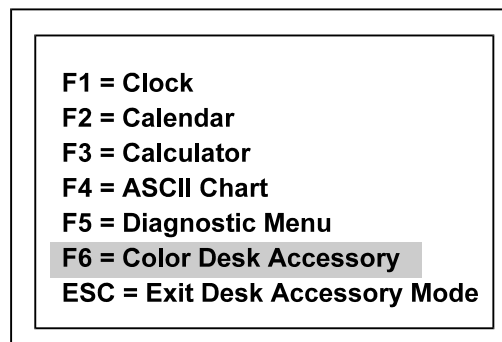 F1 = Clock
F2 = Calendar
F3 = Calculator
F4 = ASCII Chart
F5 = Diagnostic Menu
F6 = Color Desk Accessory
ESC = Exit Desk Accessory Mode